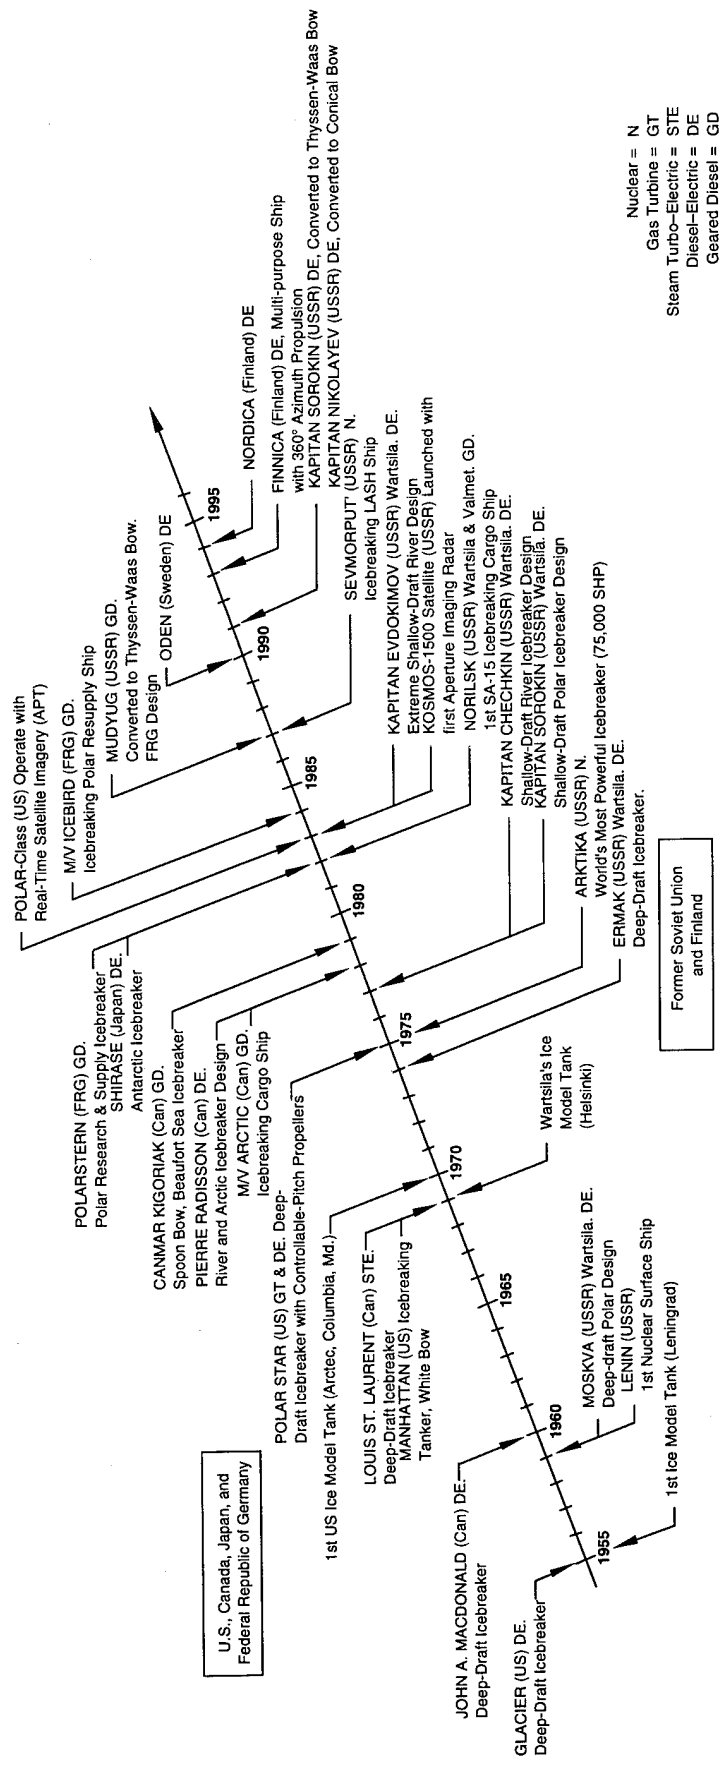 U.S., Canada, Japan, and
Federal Republic of Germany
GLACIER (US) DE.
Deep-Draft Icebreaker
JOHN A. MACDONALD (Can) DE.
Deep-Draft Icebreaker
LOUIS ST. LAURENT (Can) STE.
Deep-Draft Icebreaker
MANHATTAN (US) Icebreaking
Tanker, White Bow
1st US Ice Model Tank (Arctec, Columbia, Md.)
POLAR STAR (US) GT & DE. Deep-
Draft Icebreaker with Controllable-Pitch Propellers
M/V ARCTIC (Can) GD.
Icebreaking Cargo Ship
PIERRE RADISSON (Can) DE.
River and Arctic Icebreaker Design
CANMAR KIGORIAK (Can) GD.
Spoon Bow, Beaufort Sea Icebreaker
POLARSTERN (FRG) GD.
Polar Research & Supply Icebreaker
SHIRASE (Japan) DE.
Antarctic Icebreaker
POLAR-Class (US) Operate with
Real-Time Satellite Imagery (APT)
M/V ICEBIRD (FRG) GD.
Icebreaking Polar Resupply Ship
MUDYUG (USSR) GD.
Converted to Thyssen-Waas Bow.
FRG Design
ODEN (Sweden) DE
1955
1960
1965
1970
1975
1980
1985
1990
1995
1st Ice Model Tank (Leningrad)
MOSKVA (USSR) Wartsila. DE.
Deep-draft Polar Design
LENIN (USSR)
1st Nuclear Surface Ship
Wartsila's Ice
Model Tank
(Helsinki)
ERMAK (USSR) Wartsila. DE.
Deep-Draft Icebreaker.
ARKTIKA (USSR) N.
World's Most Powerful Icebreaker (75,000 SHP)
KAPITAN CHECHKIN (USSR) Wartsila. DE.
Shallow-Draft River Icebreaker Design
KAPITAN SOROKIN (USSR) Wartsila. DE.
Shallow-Draft Polar Icebreaker Design
NORILSK (USSR) Wartsila & Valmet. GD.
1st SA-15 Icebreaking Cargo Ship
KAPITAN EVDOKIMOV (USSR) Wartsila. DE.
Extreme Shallow-Draft River Design
KOSMOS-1500 Satellite (USSR) Launched with
first Aperture Imaging Radar
SEVMORPUT' (USSR) N.
Icebreaking LASH Ship
KAPITAN SOROKIN (USSR) DE, Converted to Thyssen-Waas Bow
KAPITAN NIKOLAYEV (USSR) DE, Converted to Conical Bow
FINNICA (Finland) DE, Multi-purpose Ship
with 360° Azimuth Propulsion
NORDICA (Finland) DE
Former Soviet Union
and Finland
Nuclear = N
Gas Turbine = GT
Steam Turbo–Electric = STE
Diesel–Electric = DE
Geared Diesel = GD